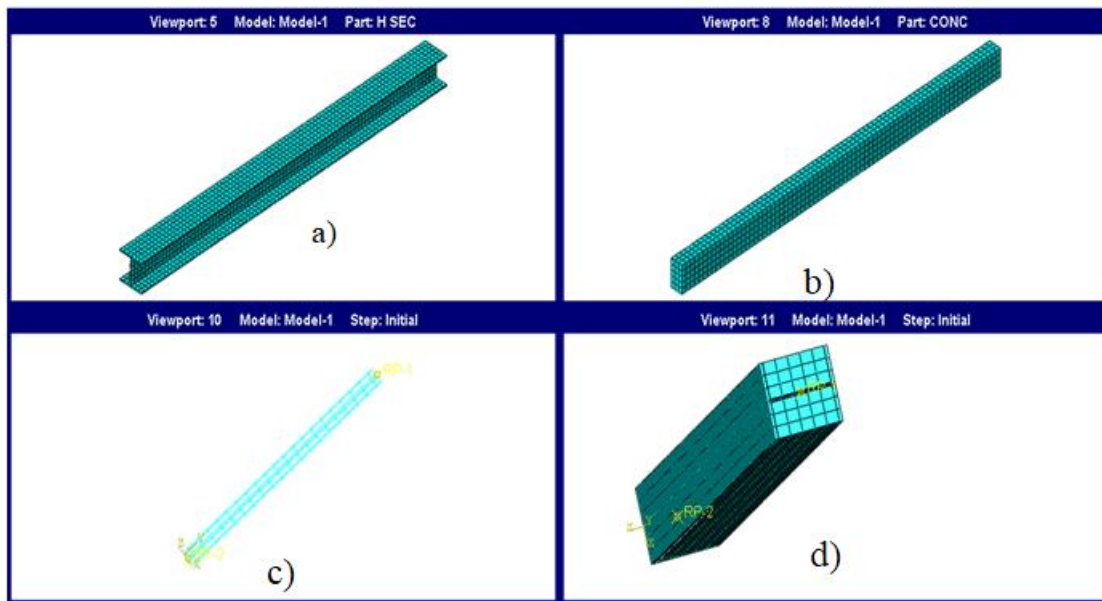 Viewport: 5 Model: Model-1 Part: H SEC
Viewport: 8 Model: Model-1 Part: CONC
a)
b)
Viewport: 10 Model: Model-1 Step: Initial
Viewport: 11 Model: Model-1 Step: Initial
RP-1
c)
RP-2
d)